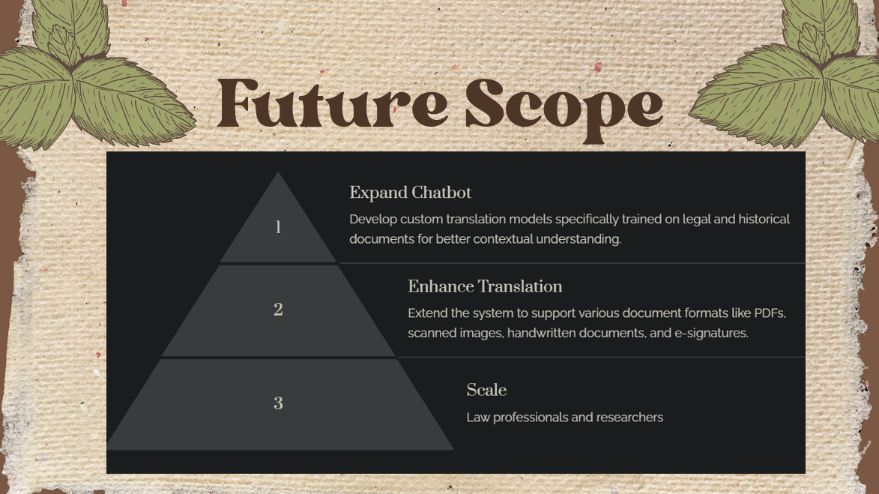 Future Scope
1
Expand Chatbot
Develop custom translation models specifically trained on legal and historical
documents for better contextual understanding.
2
Enhance Translation
Extend the system to support various document formats like PDFs,
scanned images, handwritten documents, and e-signatures.
3
Scale
Law professionals and researchers